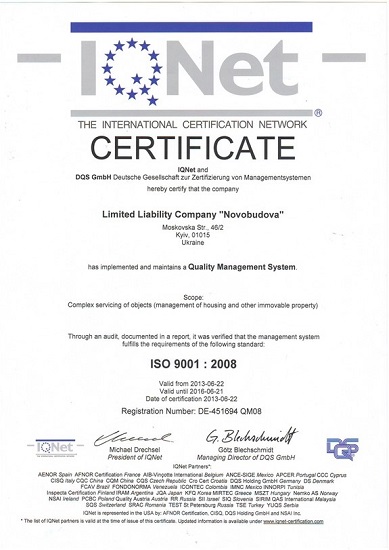 IQNet ®
THE INTERNATIONAL CERTIFICATION NETWORK
CERTIFICATE
IQNet and
DQS GmbH Deutsche Gesellschaft zur Zertifizierung von Managementsystemen
hereby certify that the company
Limited Liability Company "Novobudova"
Moskovska Str., 46/2
Kyiv, 01015
Ukraine
has implemented and maintains a Quality Management System.
Scope:
Complex servicing of objects (management of housing and other immovable property)
Through an audit, documented in a report, it was verified that the management system
fulfills the requirements of the following standard:
ISO 9001 : 2008
Valid from 2013-06-22
Valid until 2016-06-21
Date of certification 2013-06-22
Registration Number: DE-451694 QM08
G. Blechschmidt
IQNet
Michael Drechsel
President of IQNet
Götz Blechschmidt
Managing Director of DQS GmbH
DQS
IQNet Partners*:
AENOR Spain AFNOR Certification France AIB-Vinçotte International Belgium ANCE-SIGE Mexico APCER Portugal CCC Cyprus
CISQ Italy CQC China CQM China CQS Czech Republic Cro Cert Croatia DQS Holding GmbH Germany DS Denmark
FCAV Brazil FONDONORMA Venezuela ICONTEC Colombia IMNC Mexico INNORPI Tunisia
Inspecta Certification Finland IRAM Argentina JQA Japan KFQ Korea MIRTEC Greece MSZT Hungary Nemko AS Norway
NSAI Ireland PCBC Poland Quality Austria Austria RR Russia SII Israel SIQ Slovenia SIRIM QAS International Malaysia
SQS Switzerland SRAC Romania TEST St Petersburg Russia TSE Turkey YUQS Serbia
IQNet is represented in the USA by: AFNOR Certification, CISQ, DQS Holding GmbH and NSAI Inc.
* The list of IQNet partners is valid at the time of issue of this certificate. Updated information is available under www.iqnet-certification.com